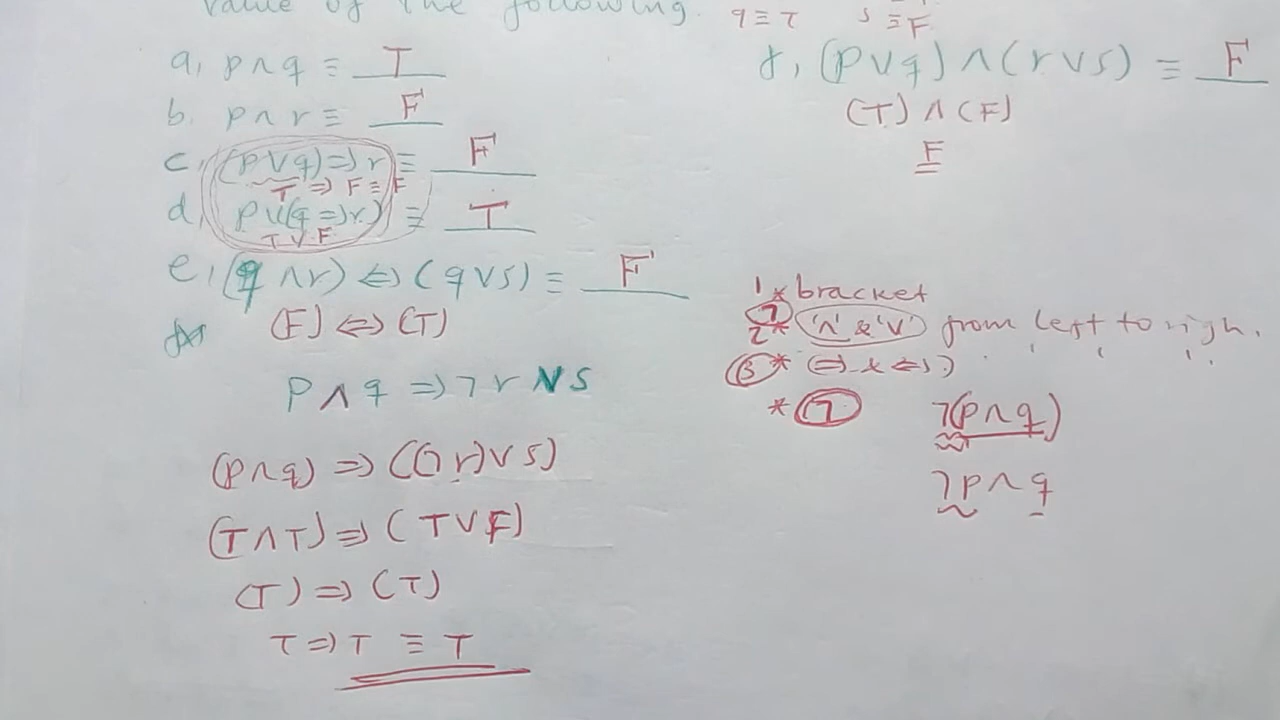 value of the following. q ≡ T s ≡ F
a, p ∧ q ≡ T
b. p ∧ r ≡ F
c, (p ∨ q) ⇒ r ≡ F
T ⇒ F ≡ F
d, p ∨ (q ⇒ r) ≡ T
T ∨ F
e, (q ∧ r) ⇔ (q ∨ s) ≡ F
(F) ⇔ (T)
p ∧ q ⇒ ¬ r ∨ s
(p ∧ q) ⇒ ((¬ r) ∨ s)
(T ∧ T) ⇒ (T ∨ F)
(T) ⇒ (T)
T ⇒ T ≡ T
f, (p ∨ q) ∧ (r ∨ s) ≡ F
(T) ∧ (F)
F
1 * bracket
¬
2 * '∧' & '∨' from left to righ.
3 * (⇒ & ⇔)
* ¬
¬(p ∧ q)
¬p ∧ q